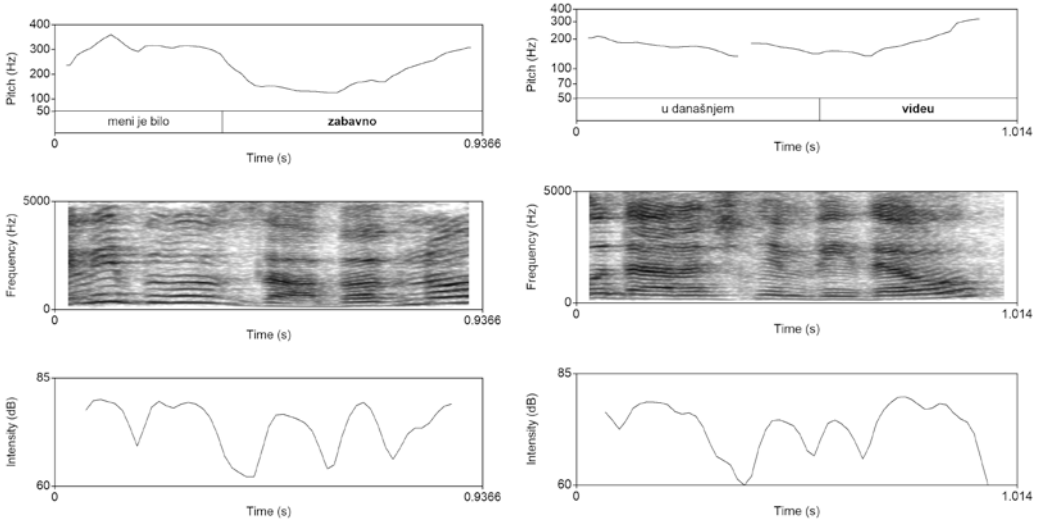 400
300
200
100
50
Pitch (Hz)
meni je bilo
zabavno
0
0.9366
Time (s)
5000
0
Frequency (Hz)
0
0.9366
Time (s)
85
60
Intensity (dB)
0
0.9366
Time (s)
400
300
200
100
70
50
Pitch (Hz)
u današnjem
videu
0
1.014
Time (s)
5000
0
Frequency (Hz)
0
1.014
Time (s)
85
60
Intensity (dB)
0
1.014
Time (s)